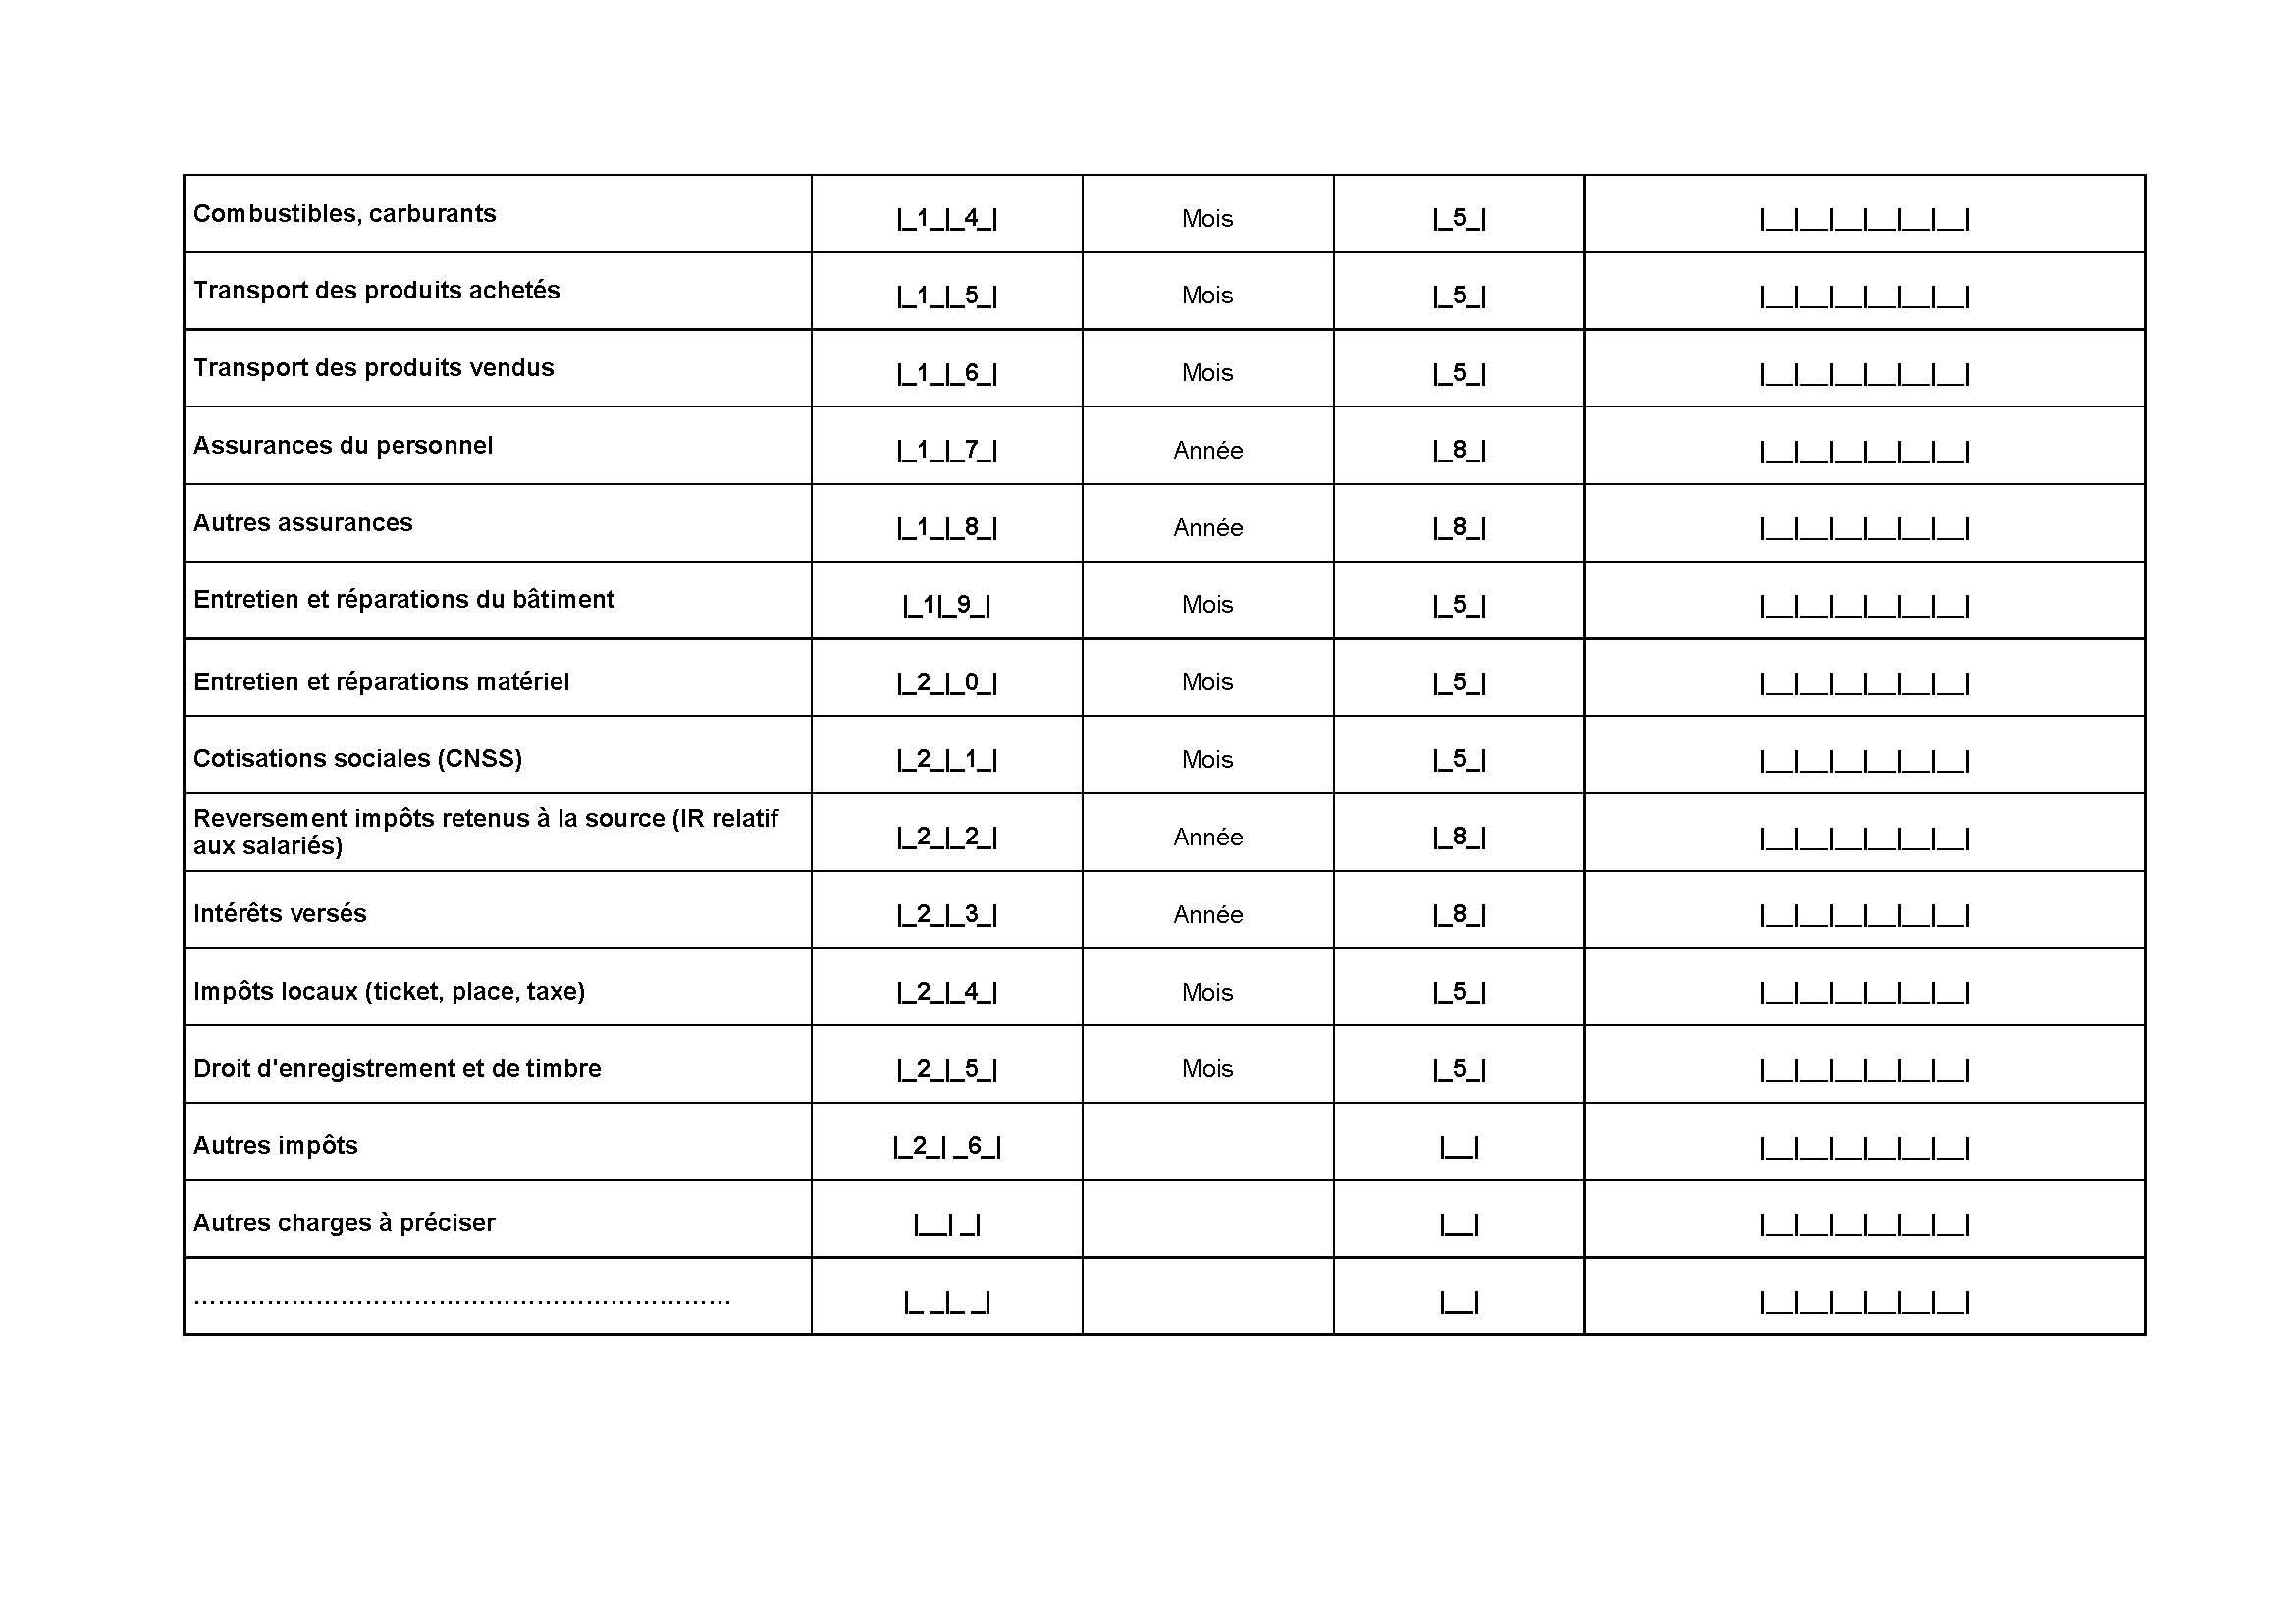 Combustibles, carburants |_1_|_4_| Mois |_5_| |__|__|__|__|__|__|
Transport des produits achetés |_1_|_5_| Mois |_5_| |__|__|__|__|__|__|
Transport des produits vendus |_1_|_6_| Mois |_5_| |__|__|__|__|__|__|
Assurances du personnel |_1_|_7_| Année |_8_| |__|__|__|__|__|__|
Autres assurances |_1_|_8_| Année |_8_| |__|__|__|__|__|__|
Entretien et réparations du bâtiment |_1|_9_| Mois |_5_| |__|__|__|__|__|__|
Entretien et réparations matériel |_2_|_0_| Mois |_5_| |__|__|__|__|__|__|
Cotisations sociales (CNSS) |_2_|_1_| Mois |_5_| |__|__|__|__|__|__|
Reversement impôts retenus à la source (IR relatif
aux salariés) |_2_|_2_| Année |_8_| |__|__|__|__|__|__|
Intérêts versés |_2_|_3_| Année |_8_| |__|__|__|__|__|__|
Impôts locaux (ticket, place, taxe) |_2_|_4_| Mois |_5_| |__|__|__|__|__|__|
Droit d'enregistrement et de timbre |_2_|_5_| Mois |_5_| |__|__|__|__|__|__|
Autres impôts |_2_| _6_| |__| |__|__|__|__|__|__|
Autres charges à préciser |__| _| |__| |__|__|__|__|__|__|
………………………………………………………… |_ _|_ _| |__| |__|__|__|__|__|__|